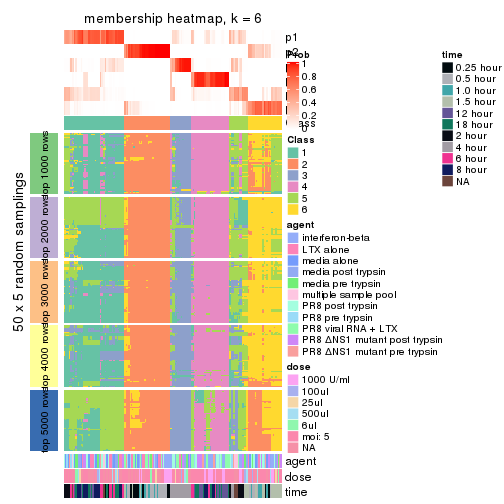 membership heatmap, k = 6
p1
p2
Prob
1
0.8
0.6
0.4
0.2
0
Class
1
2
3
4
5
6
50 x 5 random samplings
top 1000 rows
top 2000 rows
top 3000 rows
top 4000 rows
top 5000 rows
agent
interferon-beta
LTX alone
media alone
media post trypsin
media pre trypsin
multiple sample pool
PR8 post trypsin
PR8 pre trypsin
PR8 viral RNA + LTX
PR8 ΔNS1 mutant post trypsin
PR8 ΔNS1 mutant pre trypsin
dose
1000 U/ml
100ul
25ul
500ul
6ul
moi: 5
NA
time
0.25 hour
0.5 hour
1.0 hour
1.5 hour
12 hour
18 hour
2 hour
4 hour
6 hour
8 hour
NA
agent
dose
time